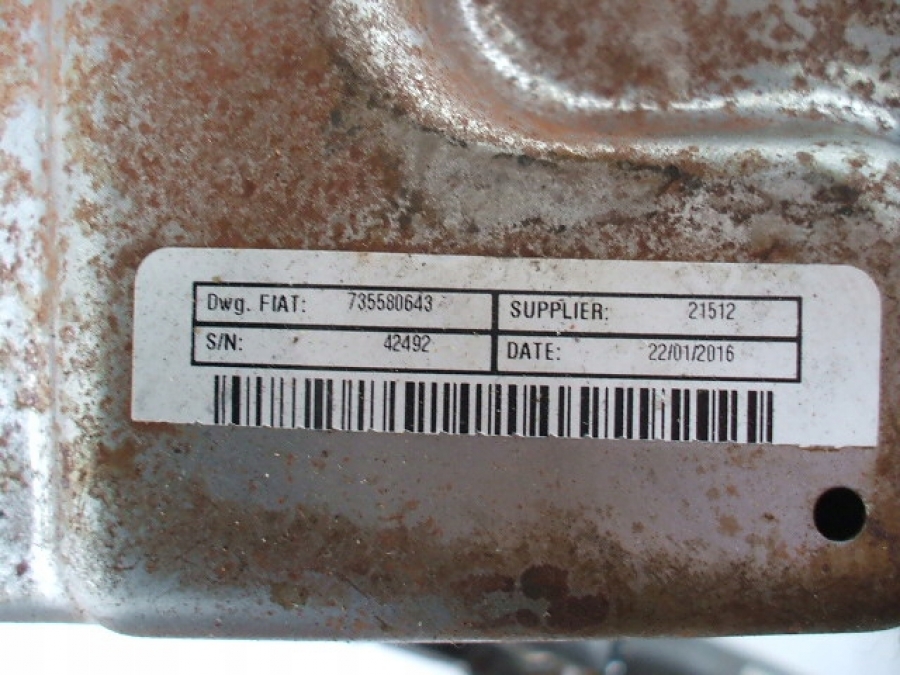 Dwg. FIAT: 735580643 SUPPLIER: 21512
S/N: 42492 DATE: 22/01/2016